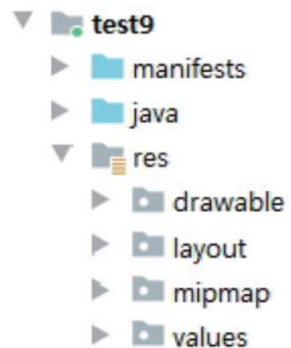 test9
manifests
java
res
drawable
layout
mipmap
values